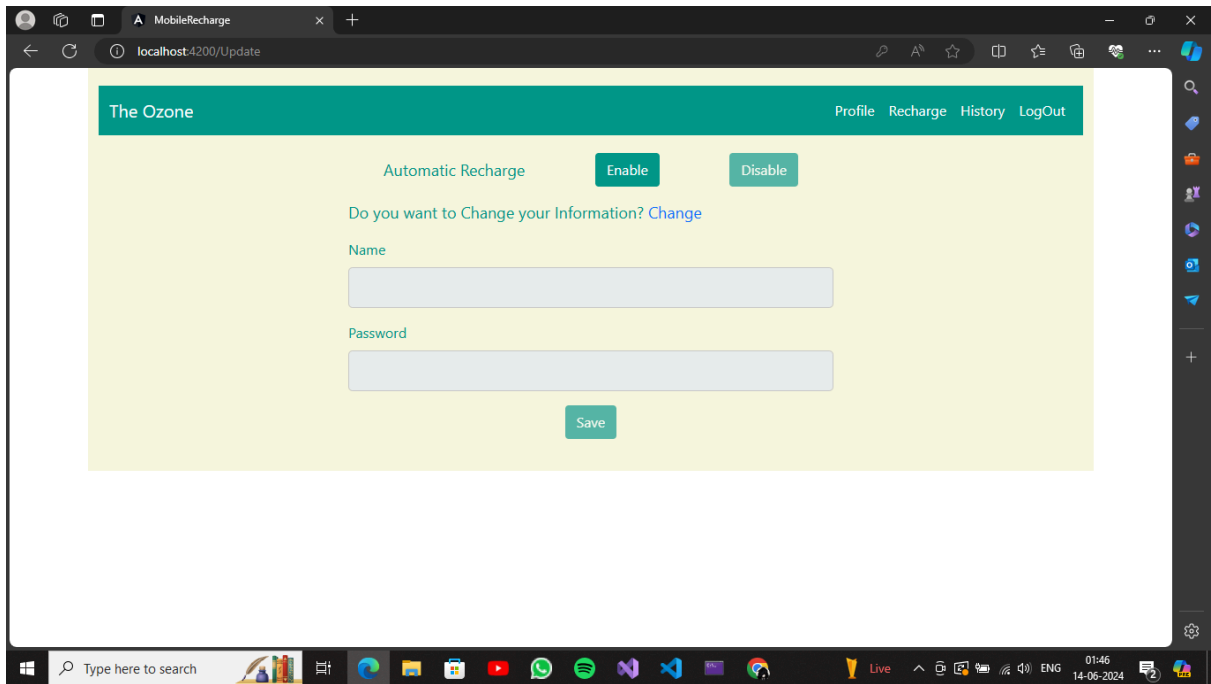 MobileRecharge
localhost:4200/Update
The Ozone
Profile Recharge History LogOut
Automatic Recharge Enable Disable
Do you want to Change your Information? Change
Name
Password
Save
Type here to search
Live
ENG
01:46
14-06-2024
2